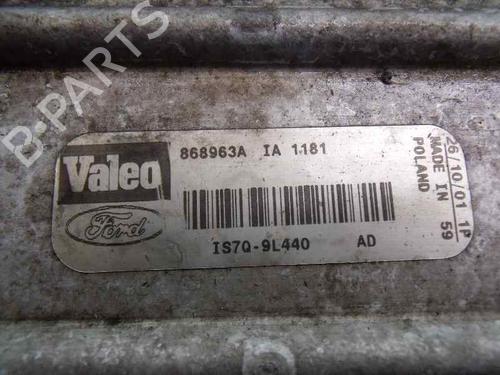 B-PARTS
Valeo
868963A IA 1181
Ford
IS7Q-9L440 AD
26/10/01 1P
MADE IN 59
POLAND